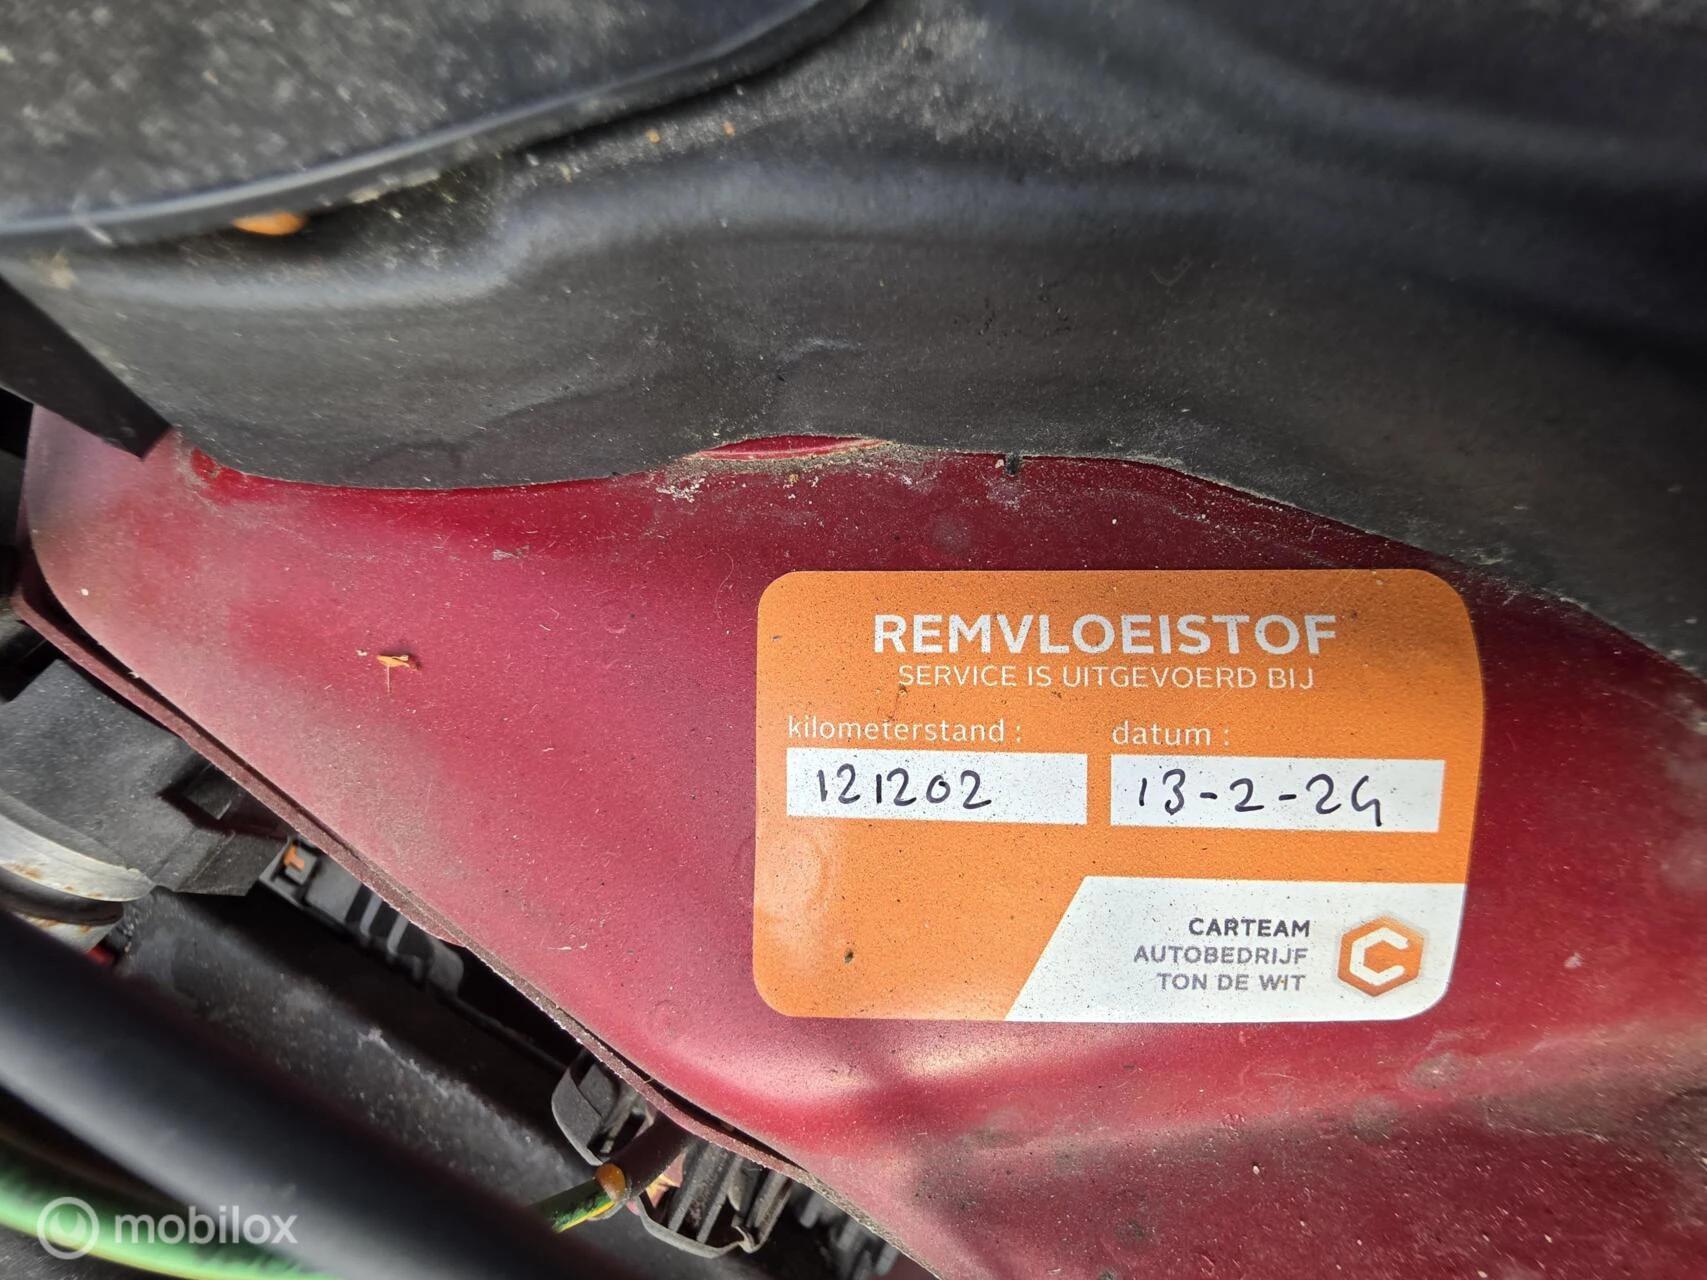 REMVLOEISTOF
SERVICE IS UITGEVOERD BIJ
kilometerstand : datum :
121202 13-2-24
CARTEAM
AUTOBEDRIJF
TON DE WIT
mobilox